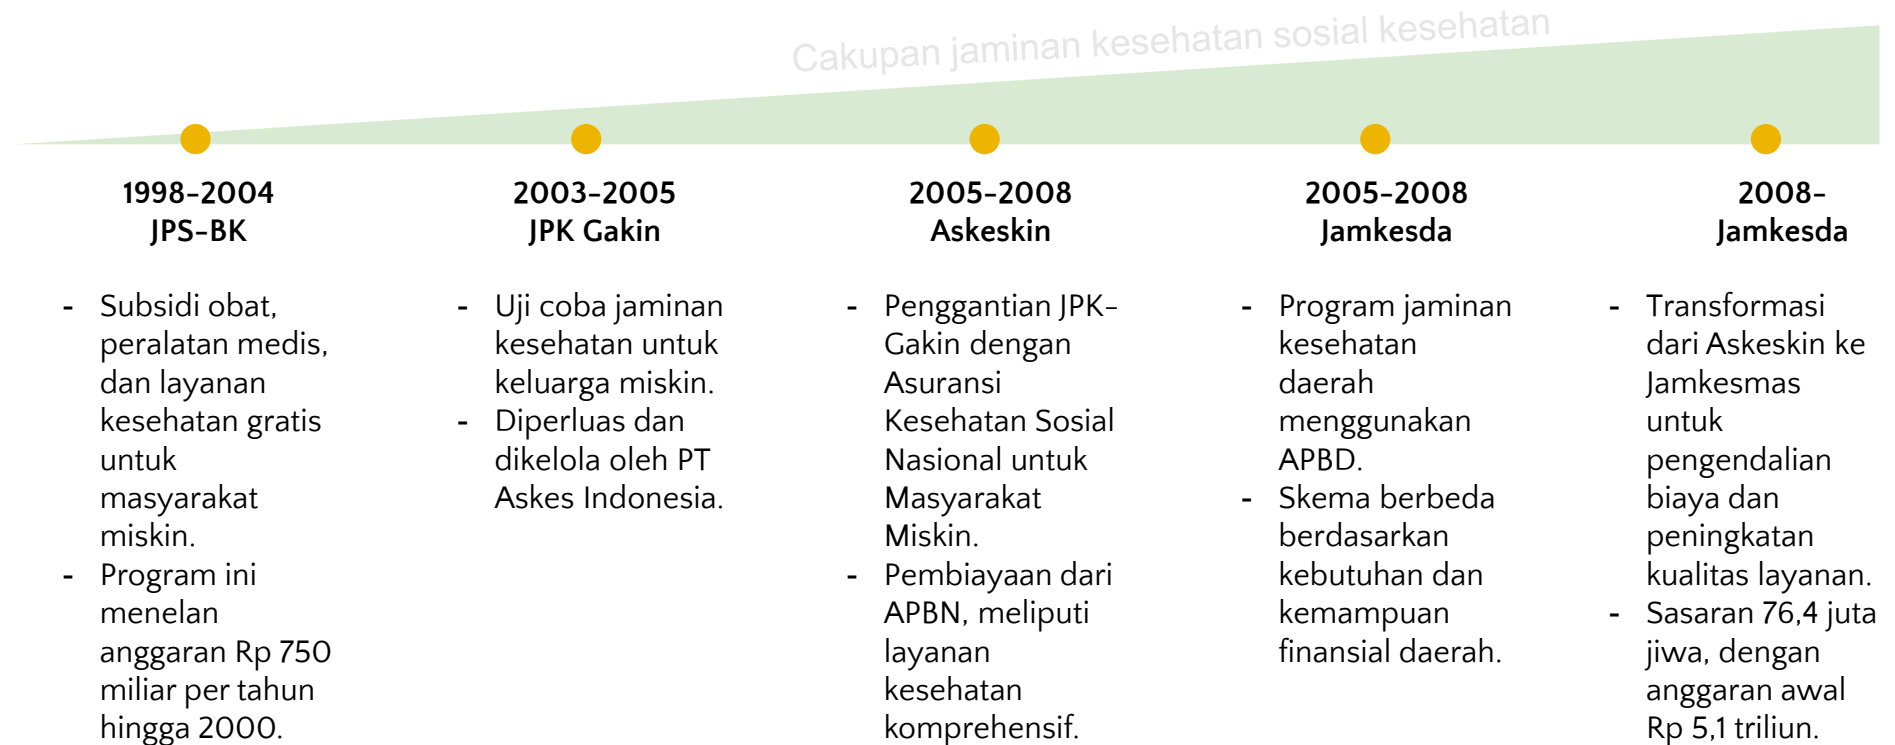 Cakupan jaminan kesehatan sosial kesehatan
1998-2004
JPS-BK
- Subsidi obat,
peralatan medis,
dan layanan
kesehatan gratis
untuk
masyarakat
miskin.
- Program ini
menelan
anggaran Rp 750
miliar per tahun
hingga 2000.
2003-2005
JPK Gakin
- Uji coba jaminan
kesehatan untuk
keluarga miskin.
- Diperluas dan
dikelola oleh PT
Askes Indonesia.
2005-2008
Askeskin
- Penggantian JPK-
Gakin dengan
Asuransi
Kesehatan Sosial
Nasional untuk
Masyarakat
Miskin.
- Pembiayaan dari
APBN, meliputi
layanan
kesehatan
komprehensif.
2005-2008
Jamkesda
- Program jaminan
kesehatan
daerah
menggunakan
APBD.
- Skema berbeda
berdasarkan
kebutuhan dan
kemampuan
finansial daerah.
2008-
Jamkesda
- Transformasi
dari Askeskin ke
Jamkesmas
untuk
pengendalian
biaya dan
peningkatan
kualitas layanan.
- Sasaran 76,4 juta
jiwa, dengan
anggaran awal
Rp 5,1 triliun.